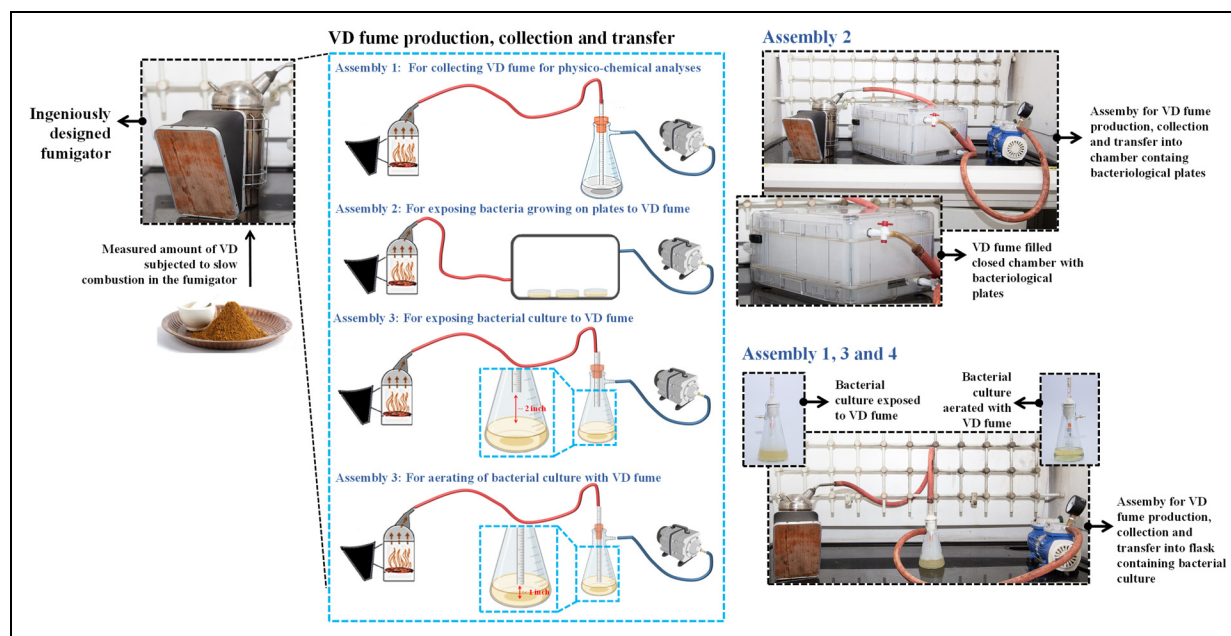 VD fume production, collection and transfer
Ingeniously
designed
fumigator
Measured amount of VD
subjected to slow
combustion in the fumigator
Assembly 1: For collecting VD fume for physico-chemical analyses
Assembly 2: For exposing bacteria growing on plates to VD fume
Assembly 3: For exposing bacterial culture to VD fume
~ 2 inch
Assembly 3: For aerating of bacterial culture with VD fume
~ 1 inch
Assembly 2
Assemby for VD fume
production, collection
and transfer into
chamber containg
bacteriological plates
VD fume filled
closed chamber with
bacteriological
plates
Assembly 1, 3 and 4
Bacterial
culture exposed
to VD fume
Bacterial
culture
aerated with
VD fume
Assemby for VD
fume production,
collection and
transfer into flask
containing bacterial
culture